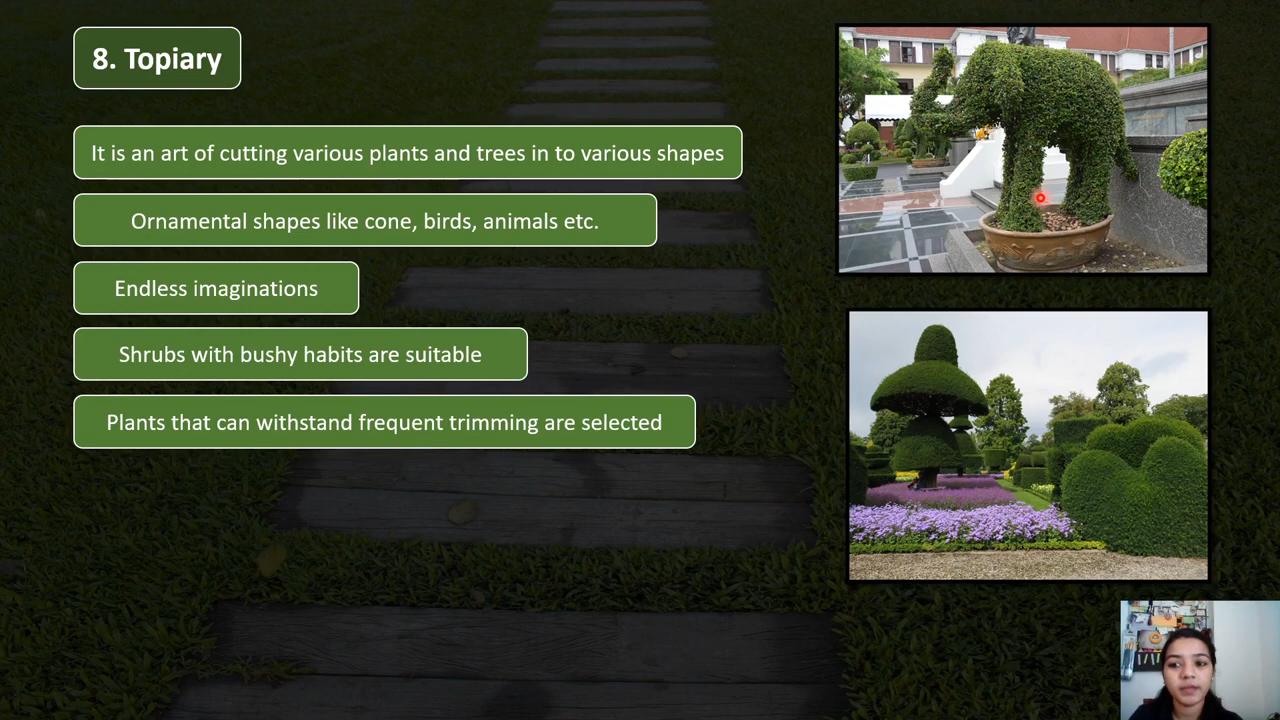 8. Topiary
It is an art of cutting various plants and trees in to various shapes
Ornamental shapes like cone, birds, animals etc.
Endless imaginations
Shrubs with bushy habits are suitable
Plants that can withstand frequent trimming are selected